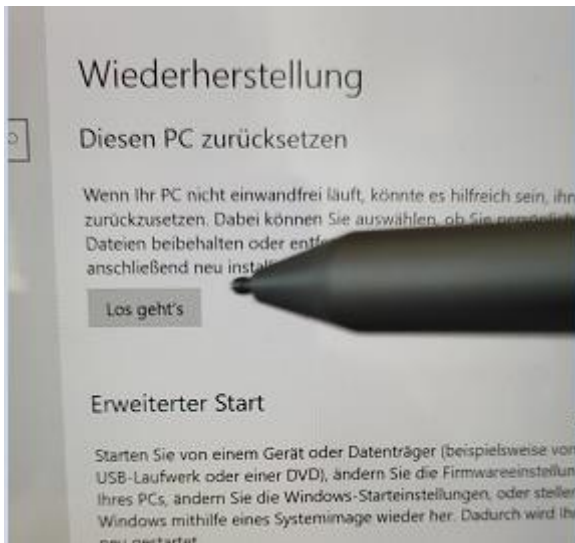 Wiederherstellung
Diesen PC zurücksetzen
Wenn Ihr PC nicht einwandfrei läuft, könnte es hilfreich sein, ihn
zurückzusetzen. Dabei können Sie auswählen, ob Sie
Dateien beibehalten oder
anschließend neu
Los geht's
Erweiterter Start
Starten Sie von einem Gerät oder Datenträger (beispielsweise von
USB-Laufwerk oder einer DVD), ändern Sie die
Ihres PCs, ändern Sie die Windows-Starteinstellungen, oder
Windows mithilfe eines Systemimage wieder her. Dadurch wird
neu gestartet